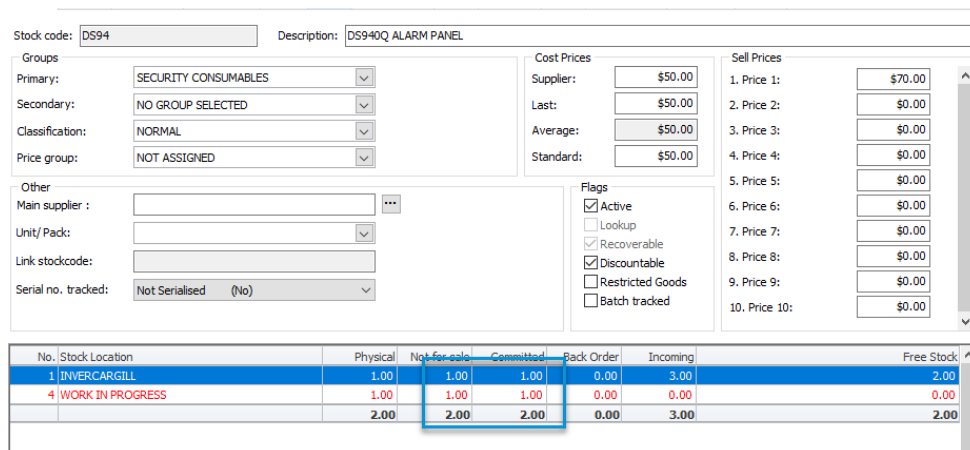 Stock code: DS94 Description: DS940Q ALARM PANEL
Groups
Primary: SECURITY CONSUMABLES
Secondary: NO GROUP SELECTED
Classification: NORMAL
Price group: NOT ASSIGNED
Cost Prices
Supplier: $50.00
Last: $50.00
Average: $50.00
Standard: $50.00
Sell Prices
1. Price 1: $70.00
2. Price 2: $0.00
3. Price 3: $0.00
4. Price 4: $0.00
5. Price 5: $0.00
6. Price 6: $0.00
7. Price 7: $0.00
8. Price 8: $0.00
9. Price 9: $0.00
10. Price 10: $0.00
Other
Main supplier : ...
Unit/ Pack:
Link stockcode:
Serial no. tracked: Not Serialised (No)
Flags
Active
Lookup
Recoverable
Discountable
Restricted Goods
Batch tracked
No. Stock Location Physical Not for sale Committed Back Order Incoming Free Stock
1 INVERCARGILL 1.00 1.00 1.00 0.00 3.00 2.00
4 WORK IN PROGRESS 1.00 1.00 1.00 0.00 0.00 0.00
2.00 2.00 2.00 0.00 3.00 2.00